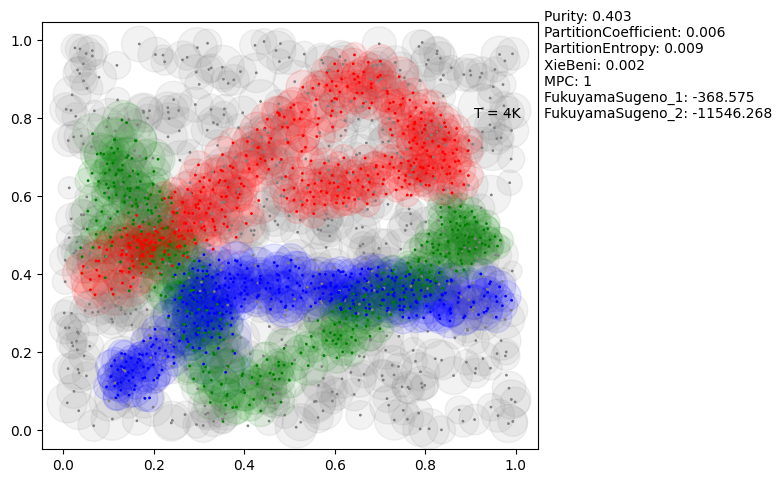 Purity: 0.403
PartitionCoefficient: 0.006
PartitionEntropy: 0.009
XieBeni: 0.002
MPC: 1
FukuyamaSugeno_1: -368.575
FukuyamaSugeno_2: -11546.268
T = 4K
1.0
0.8
0.6
0.4
0.2
0.0
0.0 0.2 0.4 0.6 0.8 1.0